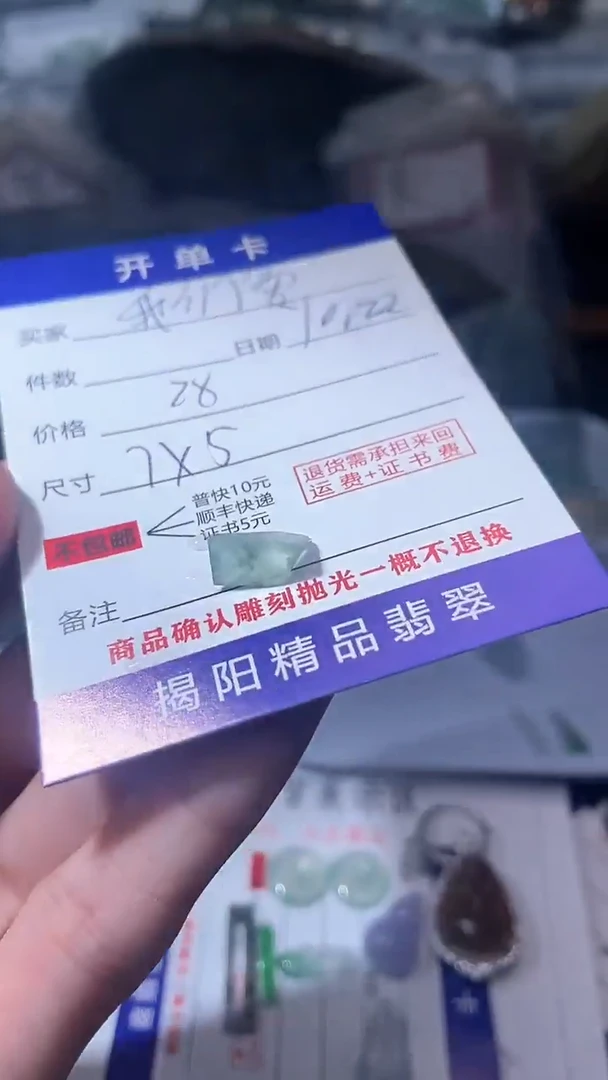 开单卡
买家 我们
日期 10.22
件数
价格 28
尺寸 7X5
退货需承担来回
运费+证书费
不包邮
普快10元
顺丰快递
证书5元
备注
商品确认雕刻抛光一概不退换
揭阳精品翡翠